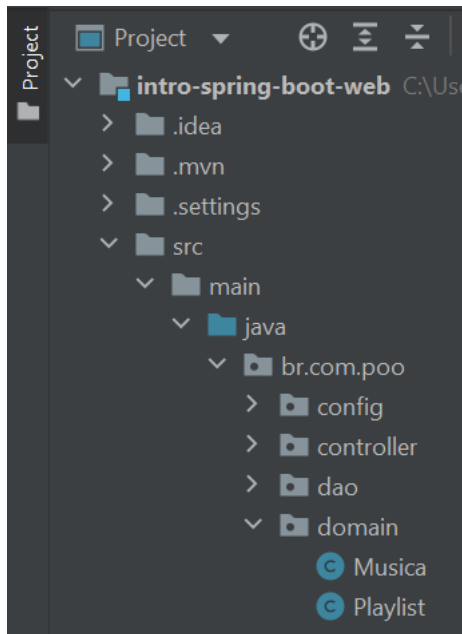 Project
Project
intro-spring-boot-web C:\Use
.idea
.mvn
.settings
src
main
java
br.com.poo
config
controller
dao
domain
Musica
Playlist